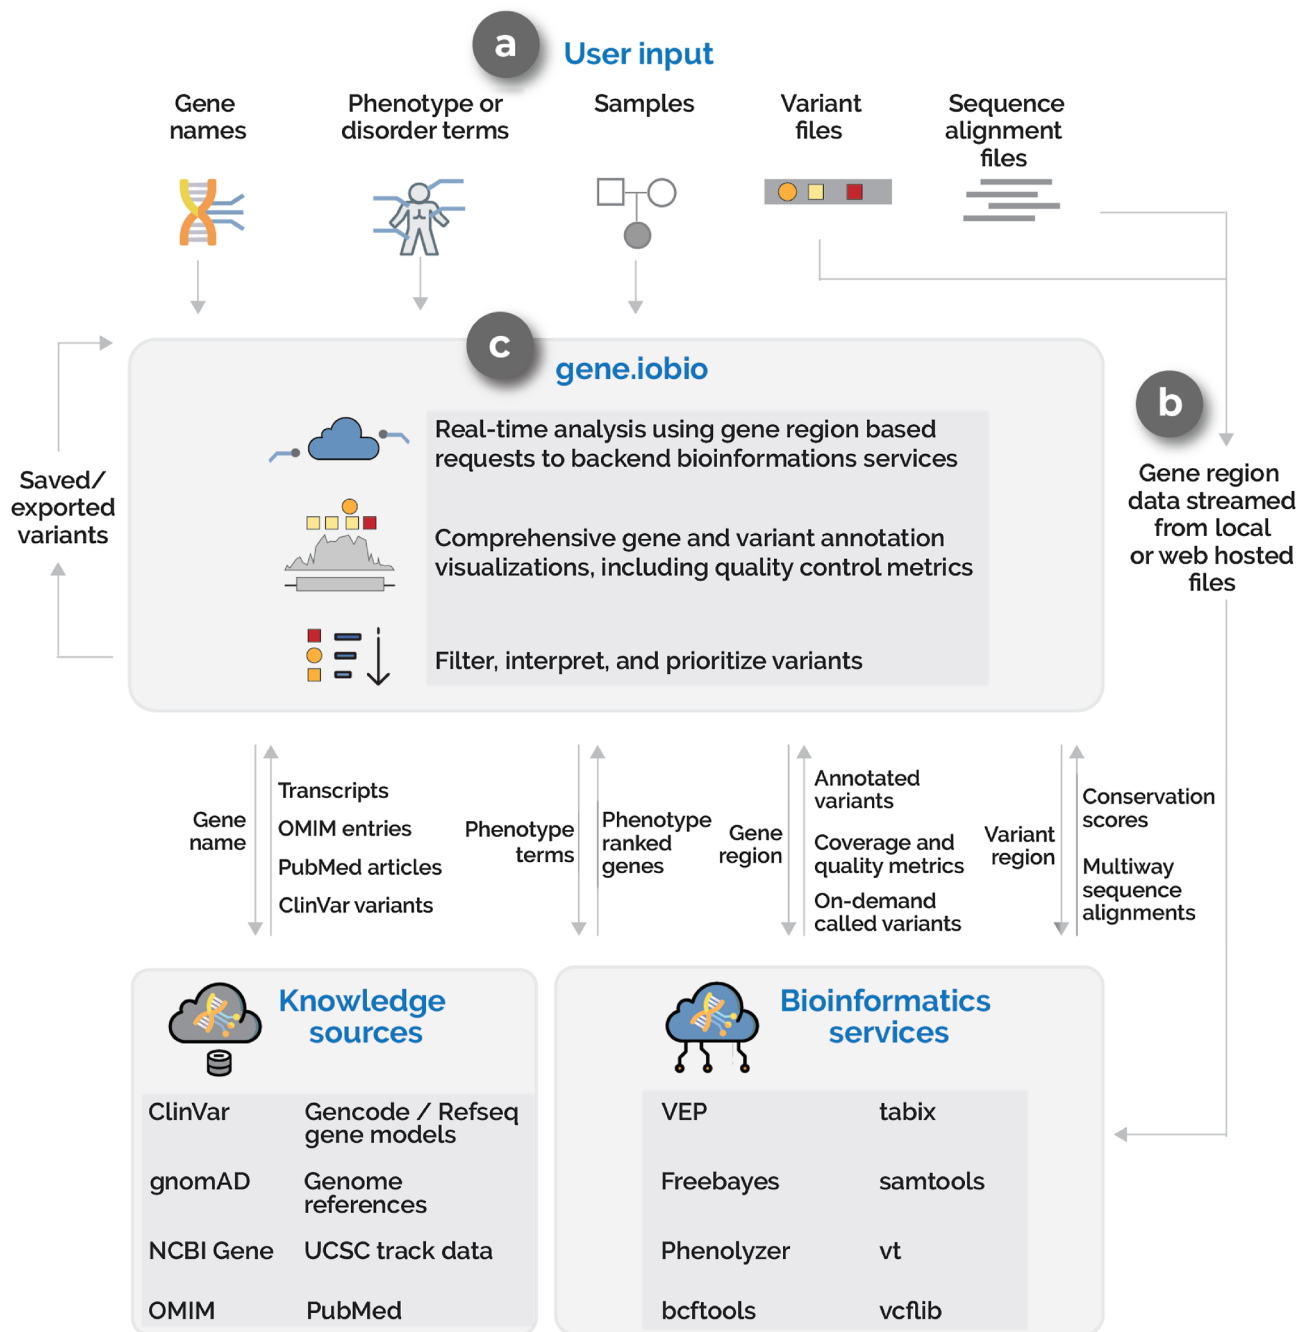 a
User input
Gene
names
Phenotype or
disorder terms
Samples
Variant
files
Sequence
alignment
files
c
gene.iobio
Real-time analysis using gene region based
requests to backend bioinformations services
Comprehensive gene and variant annotation
visualizations, including quality control metrics
Filter, interpret, and prioritize variants
Saved/
exported
variants
b
Gene region
data streamed
from local
or web hosted
files
Gene
name
Transcripts
OMIM entries
PubMed articles
ClinVar variants
Phenotype
terms
Phenotype
ranked
genes
Gene
region
Annotated
variants
Coverage and
quality metrics
On-demand
called variants
Variant
region
Conservation
scores
Multiway
sequence
alignments
Knowledge
sources
ClinVar
Gencode / Refseq
gene models
gnomAD
Genome
references
NCBI Gene
UCSC track data
OMIM
PubMed
Bioinformatics
services
VEP
tabix
Freebayes
samtools
Phenolyzer
vt
bcftools
vcflib